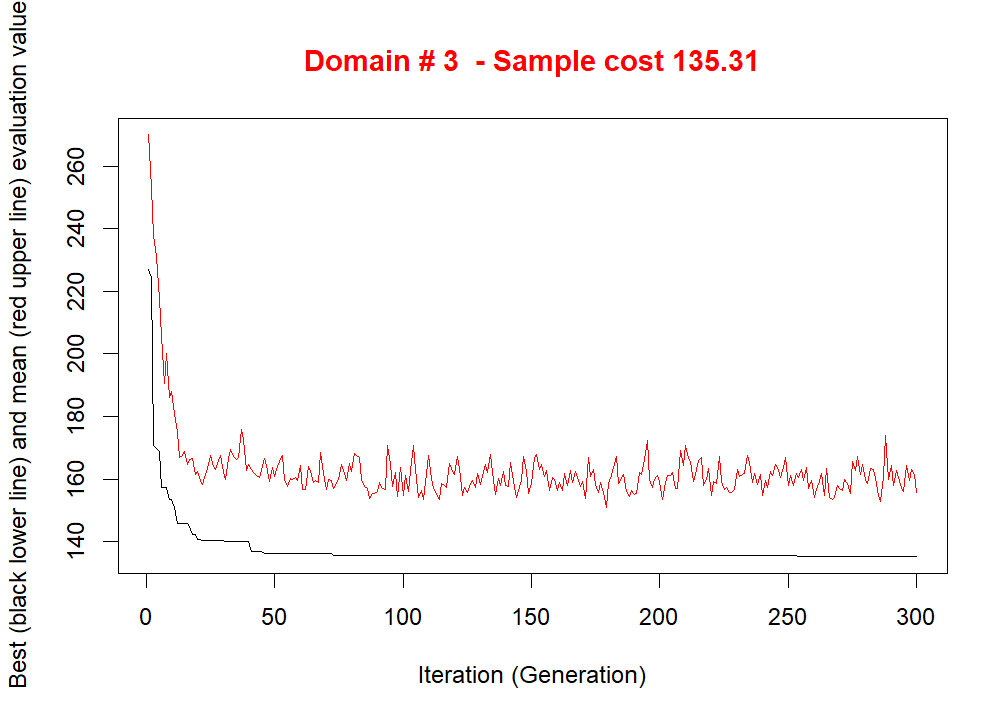 Domain # 3  - Sample cost 135.31
Best (black lower line) and mean (red upper line) evaluation value
260
240
220
200
180
160
140
0 50 100 150 200 250 300
Iteration (Generation)